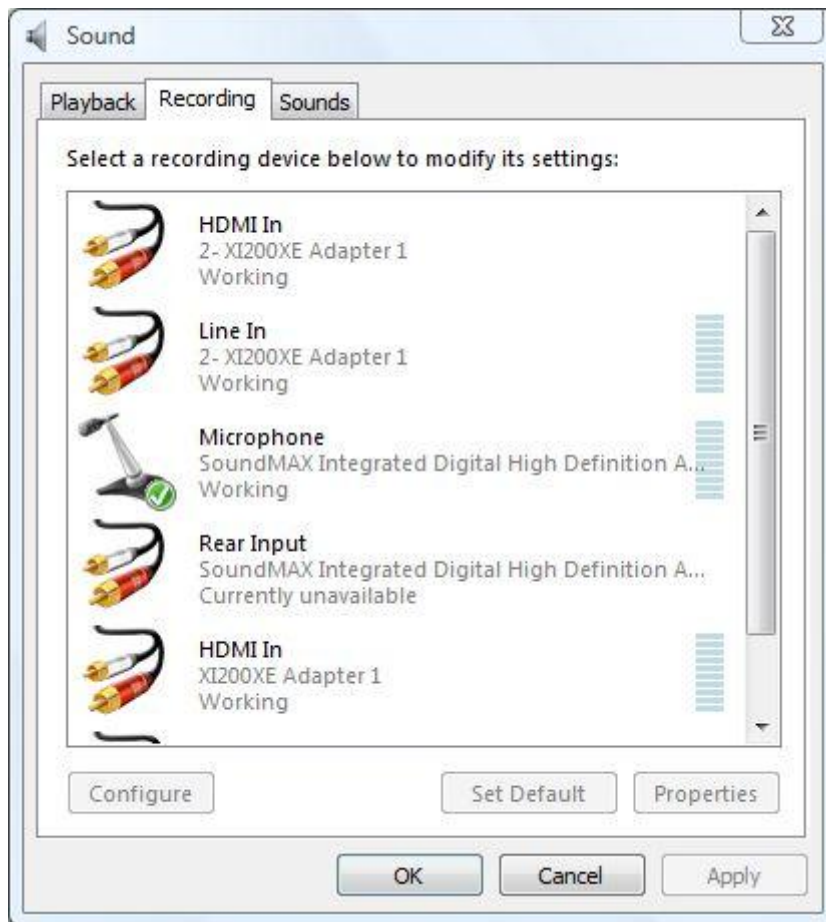 Sound
Playback Recording Sounds
Select a recording device below to modify its settings:
HDMI In
2- XI200XE Adapter 1
Working
Line In
2- XI200XE Adapter 1
Working
Microphone
SoundMAX Integrated Digital High Definition A...
Working
Rear Input
SoundMAX Integrated Digital High Definition A...
Currently unavailable
HDMI In
XI200XE Adapter 1
Working
Configure Set Default Properties
OK Cancel Apply